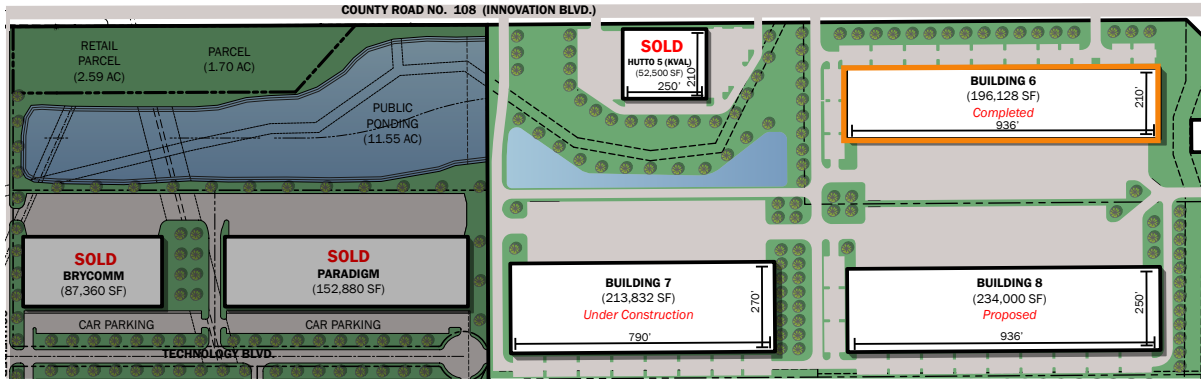 COUNTY ROAD NO. 108 (INNOVATION BLVD.)
RETAIL
PARCEL
(2.59 AC)
PARCEL
(1.70 AC)
PUBLIC
PONDING
(11.55 AC)
SOLD
HUTTO 5 (KVAL)
(52,500 SF)
250'
210'
BUILDING 6
(196,128 SF)
Completed
936'
210'
SOLD
BRYCOMM
(87,360 SF)
SOLD
PARADIGM
(152,880 SF)
BUILDING 7
(213,832 SF)
Under Construction
790'
270'
BUILDING 8
(234,000 SF)
Proposed
936'
250'
CAR PARKING
CAR PARKING
TECHNOLOGY BLVD.